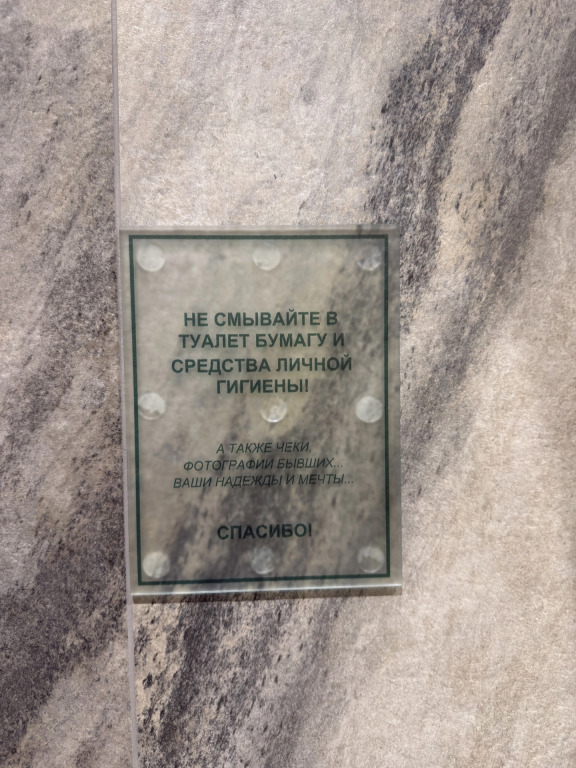 НЕ СМЫВАЙТЕ В
ТУАЛЕТ БУМАГУ И
СРЕДСТВА ЛИЧНОЙ
ГИГИЕНЫ!
А ТАКЖЕ ЧЕКИ,
ФОТОГРАФИИ БЫВШИХ...
ВАШИ НАДЕЖДЫ И МЕЧТЫ...
СПАСИБО!